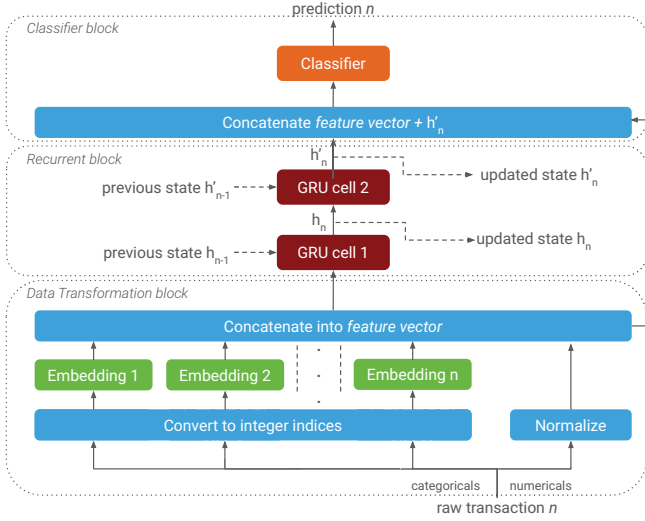 prediction n
Classifier block
Classifier
Concatenate feature vector + h'n
Recurrent block
h'n
updated state h'n
previous state h'n-1
GRU cell 2
hn
updated state hn
previous state hn-1
GRU cell 1
Data Transformation block
Concatenate into feature vector
Embedding 1
Embedding 2
. . .
Embedding n
Convert to integer indices
Normalize
categoricals
numericals
raw transaction n